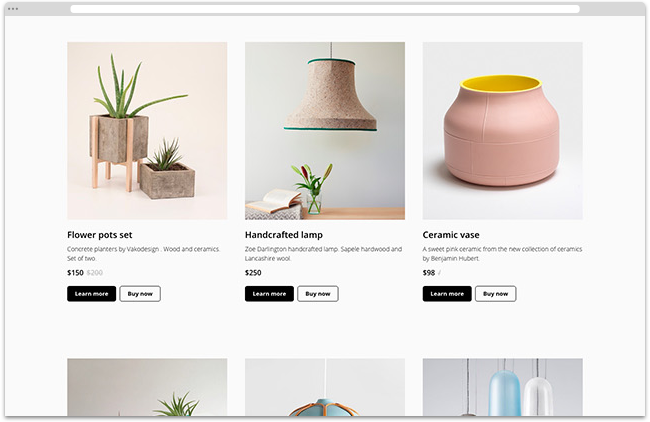 Flower pots set
Concrete planters by Vakodesign . Wood and ceramics.
Set of two.
$150 $200
Learn more Buy now
Handcrafted lamp
Zoe Darlington handcrafted lamp. Sapele hardwood and
Lancashire wool.
$250
Learn more Buy now
Ceramic vase
A sweet pink ceramic from the new collection of ceramics
by Benjamin Hubert.
$98 /
Learn more Buy now